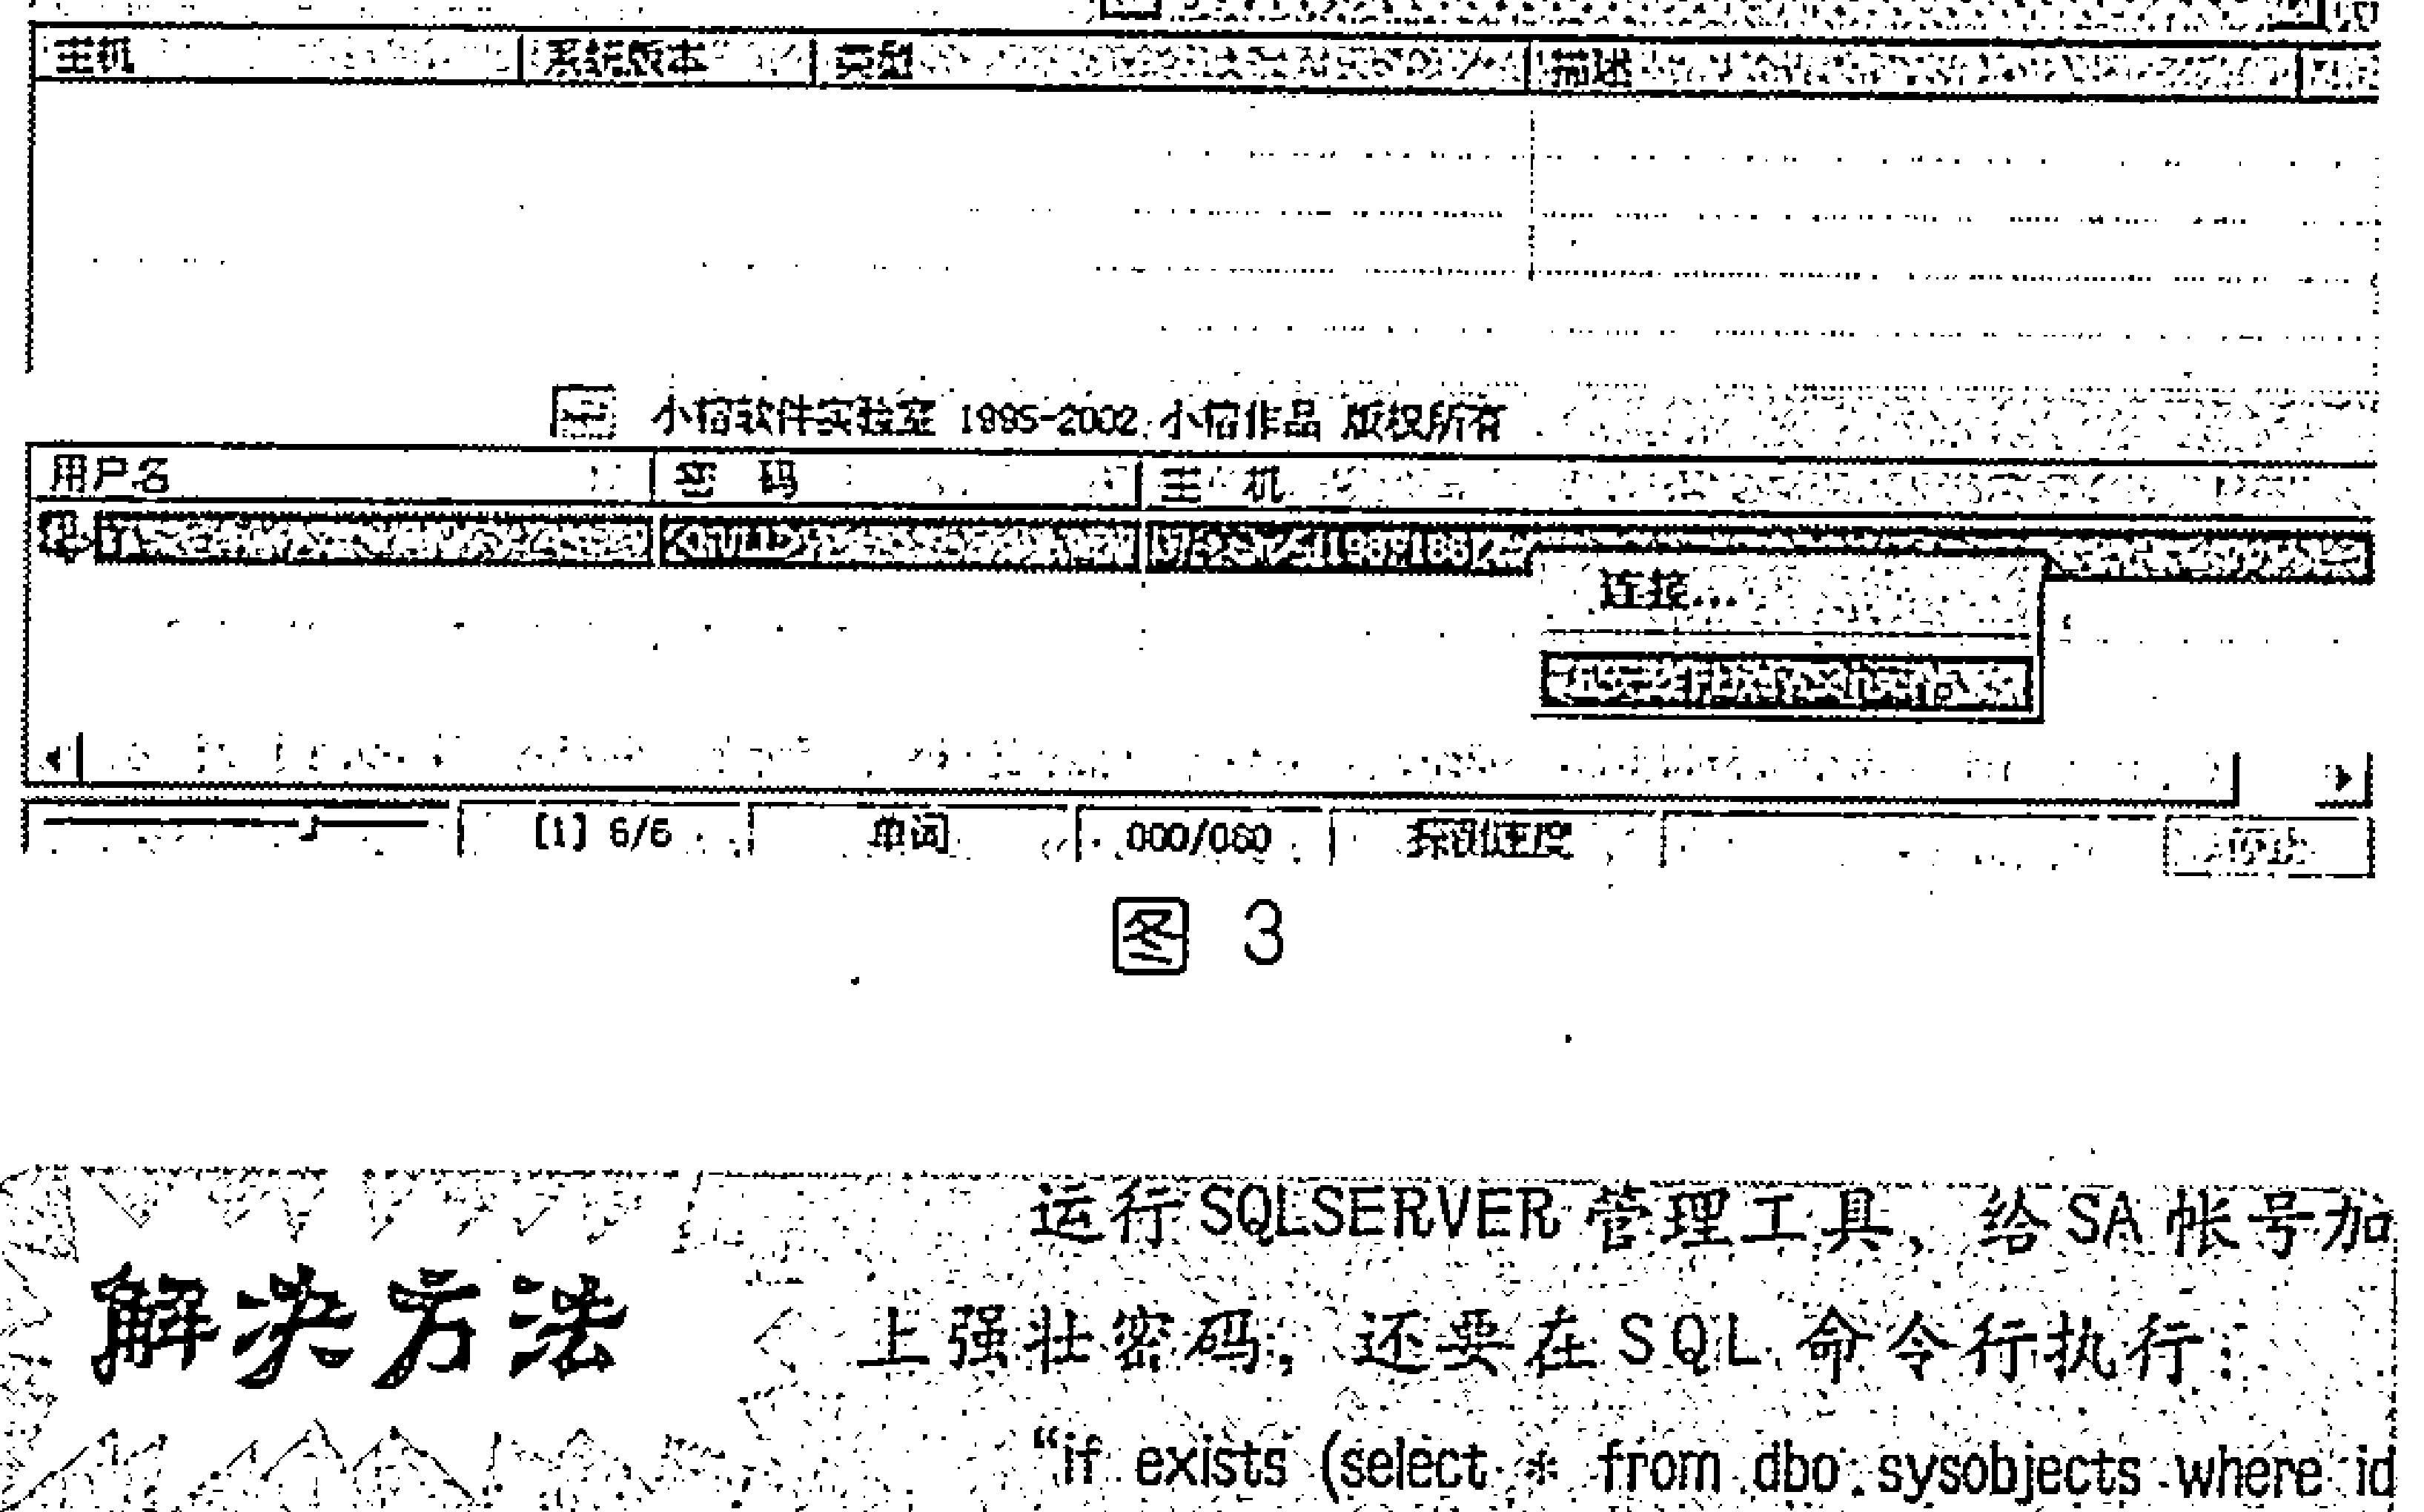 主机 系统版本 类型 描述
小榕软件实验室 1995-2002 小榕作品 版权所有
用户名 密 码 主 机
连接...
[1] 6/6 单词 000/060 探测速度 停止
图 3
运行SQLSERVER管理工具，给SA帐号加
解决方法
上强壮密码，还要在SQL命令行执行：
“if exists (select * from dbo.sysobjects where id